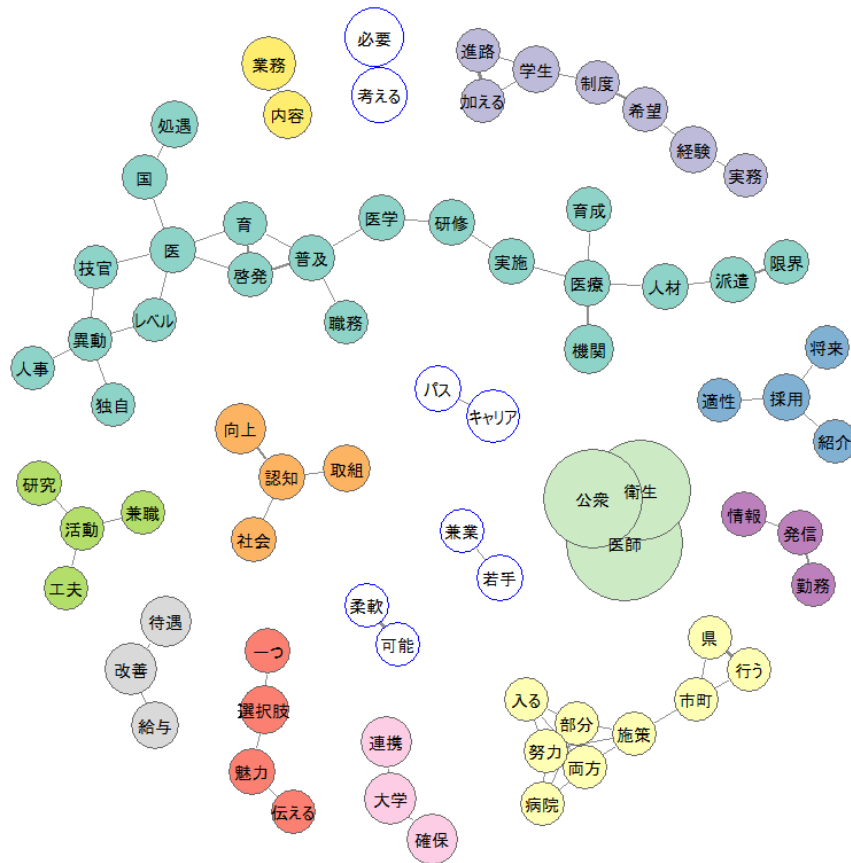 必要
考える
業務
内容
進路
加える
学生
制度
希望
経験
実務
処遇
国
医
技官
レベル
異動
人事
独自
育
啓発
普及
職務
医学
研修
実施
育成
医療
機関
人材
派遣
限界
将来
適性
採用
紹介
パス
キャリア
向上
認知
取組
社会
研究
活動
兼職
工夫
公衆
衛生
医師
兼業
若手
情報
発信
勤務
柔軟
可能
待遇
改善
給与
一つ
選択肢
魅力
伝える
連携
大学
確保
県
行う
市町
入る
部分
施策
努力
両方
病院